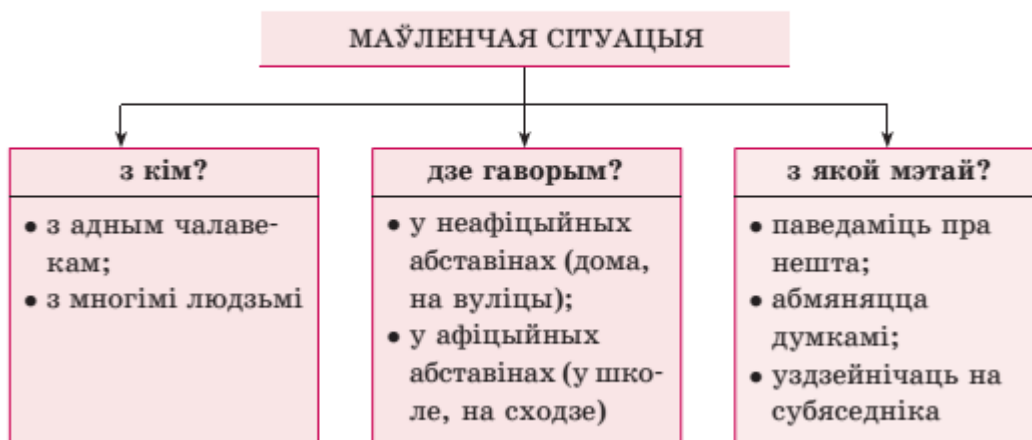 МАЎЛЕНЧАЯ СІТУАЦЫЯ
з кім?
• з адным чалаве-
кам;
• з многімі людзьмі
дзе гаворым?
• у неафіцыйных
абставінах (дома,
на вуліцы);
• у афіцыйных
абставінах (у шко-
ле, на сходзе)
з якой мэтай?
• паведаміць пра
нешта;
• абмяняцца
думкамі;
• уздзейнічаць на
субяседніка